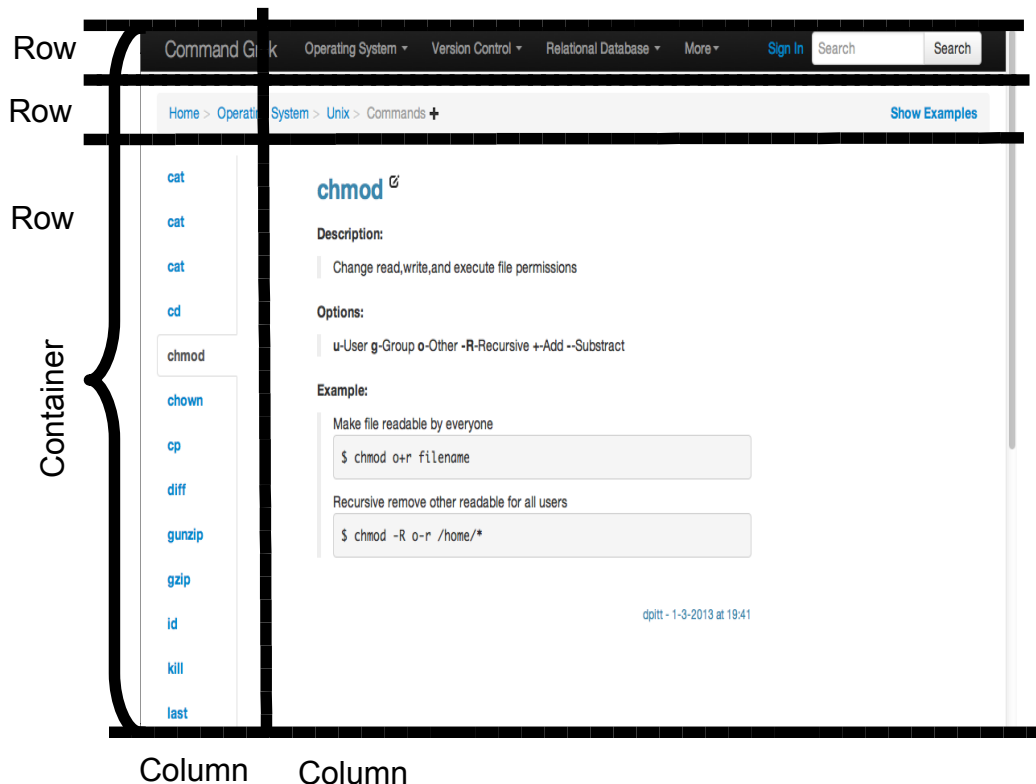 Row
Command G k Operating System Version Control Relational Database More Sign In Search Search
Row
Home > Operating System > Unix > Commands + Show Examples
Row
Container
cat
cat
cat
cd
chmod
chown
cp
diff
gunzip
gzip
id
kill
last
chmod
Description:
Change read,write,and execute file permissions
Options:
u-User g-Group o-Other -R-Recursive +-Add --Substract
Example:
Make file readable by everyone
$ chmod o+r filename
Recursive remove other readable for all users
$ chmod -R o-r /home/*
dpitt - 1-3-2013 at 19:41
Column Column